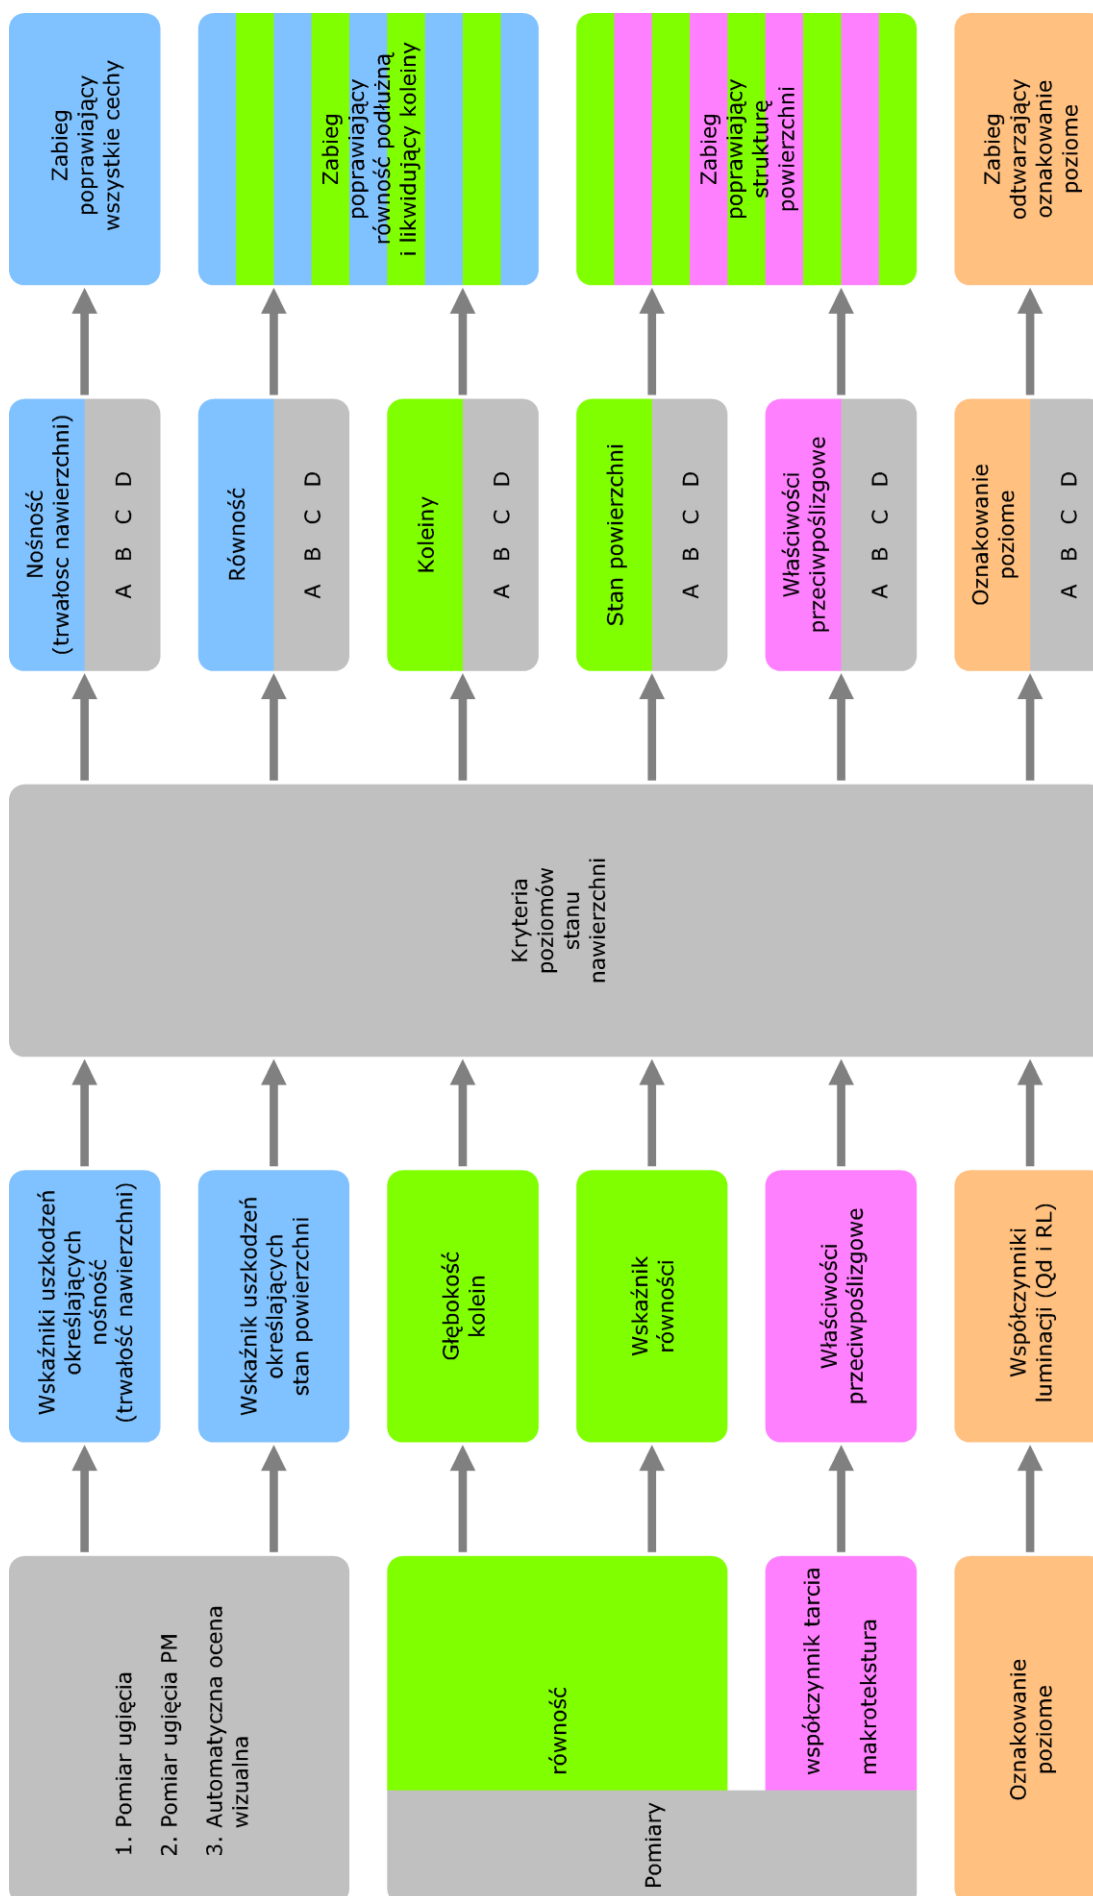 1. Pomiar ugięcia
2. Pomiar ugięcia PM
3. Automatyczna ocena
wizualna
Pomiary
równość
współczynnik tarcia
makrotekstura
Oznakowanie
poziome
Wskaźniki uszkodzeń
określających
nośność
(trwałość nawierzchni)
Wskaźnik uszkodzeń
określających
stan powierzchni
Głębokość
kolein
Wskaźnik
równości
Właściwości
przeciwpoślizgowe
Współczynniki
luminacji (Qd i RL)
Kryteria
poziomów
stanu
nawierzchni
Nośność
(trwałosc nawierzchni)
A B C D
Równość
A B C D
Koleiny
A B C D
Stan powierzchni
A B C D
Właściwości
przeciwpoślizgowe
A B C D
Oznakowanie
poziome
A B C D
Zabieg
poprawiający
wszystkie cechy
Zabieg
poprawiający
równość podłużną
i likwidujący koleiny
Zabieg
poprawiający
strukturę
powierzchni
Zabieg
odtwarzający
oznakowanie
poziome